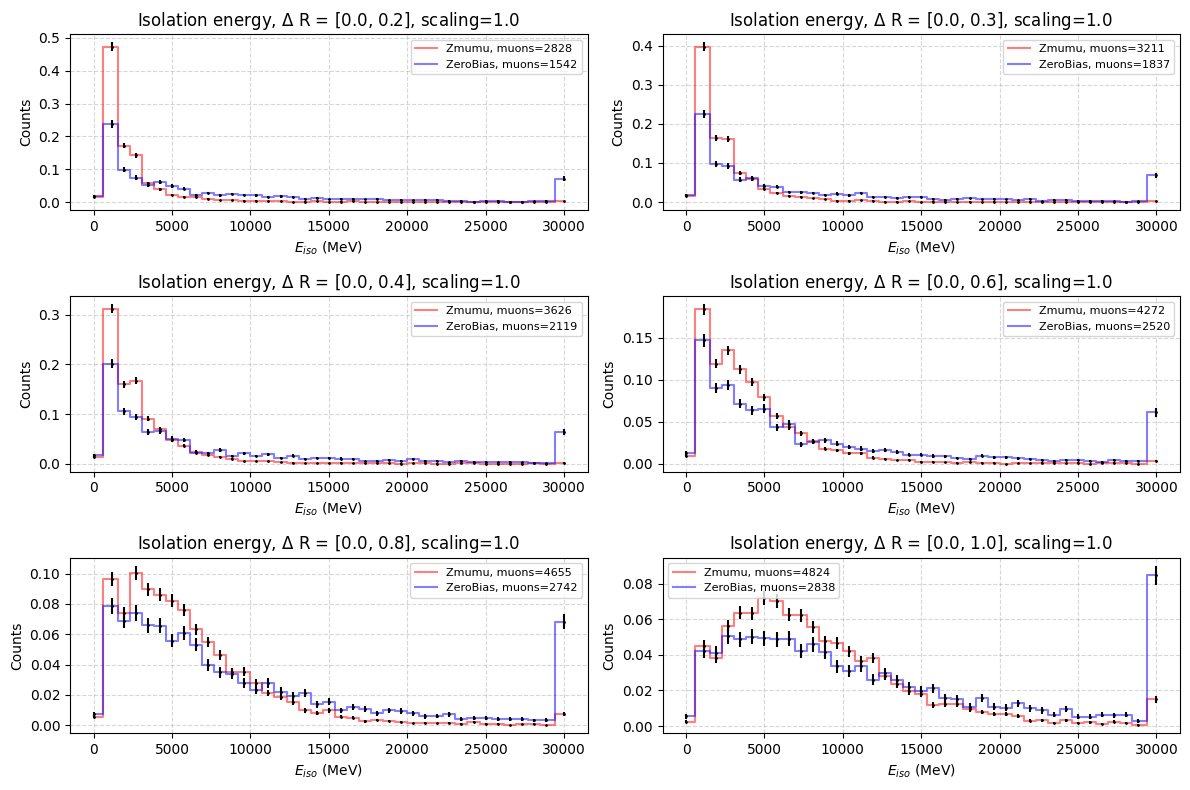 Isolation energy, Δ R = [0.0, 0.2], scaling=1.0
Counts
0.5
0.4
0.3
0.2
0.1
0.0
Zmumu, muons=2828
ZeroBias, muons=1542
0 5000 10000 15000 20000 25000 30000
E_iso (MeV)
Isolation energy, Δ R = [0.0, 0.3], scaling=1.0
Counts
0.4
0.3
0.2
0.1
0.0
Zmumu, muons=3211
ZeroBias, muons=1837
0 5000 10000 15000 20000 25000 30000
E_iso (MeV)
Isolation energy, Δ R = [0.0, 0.4], scaling=1.0
Counts
0.3
0.2
0.1
0.0
Zmumu, muons=3626
ZeroBias, muons=2119
0 5000 10000 15000 20000 25000 30000
E_iso (MeV)
Isolation energy, Δ R = [0.0, 0.6], scaling=1.0
Counts
0.15
0.10
0.05
0.00
Zmumu, muons=4272
ZeroBias, muons=2520
0 5000 10000 15000 20000 25000 30000
E_iso (MeV)
Isolation energy, Δ R = [0.0, 0.8], scaling=1.0
Counts
0.10
0.08
0.06
0.04
0.02
0.00
Zmumu, muons=4655
ZeroBias, muons=2742
0 5000 10000 15000 20000 25000 30000
E_iso (MeV)
Isolation energy, Δ R = [0.0, 1.0], scaling=1.0
Counts
0.08
0.06
0.04
0.02
0.00
Zmumu, muons=4824
ZeroBias, muons=2838
0 5000 10000 15000 20000 25000 30000
E_iso (MeV)